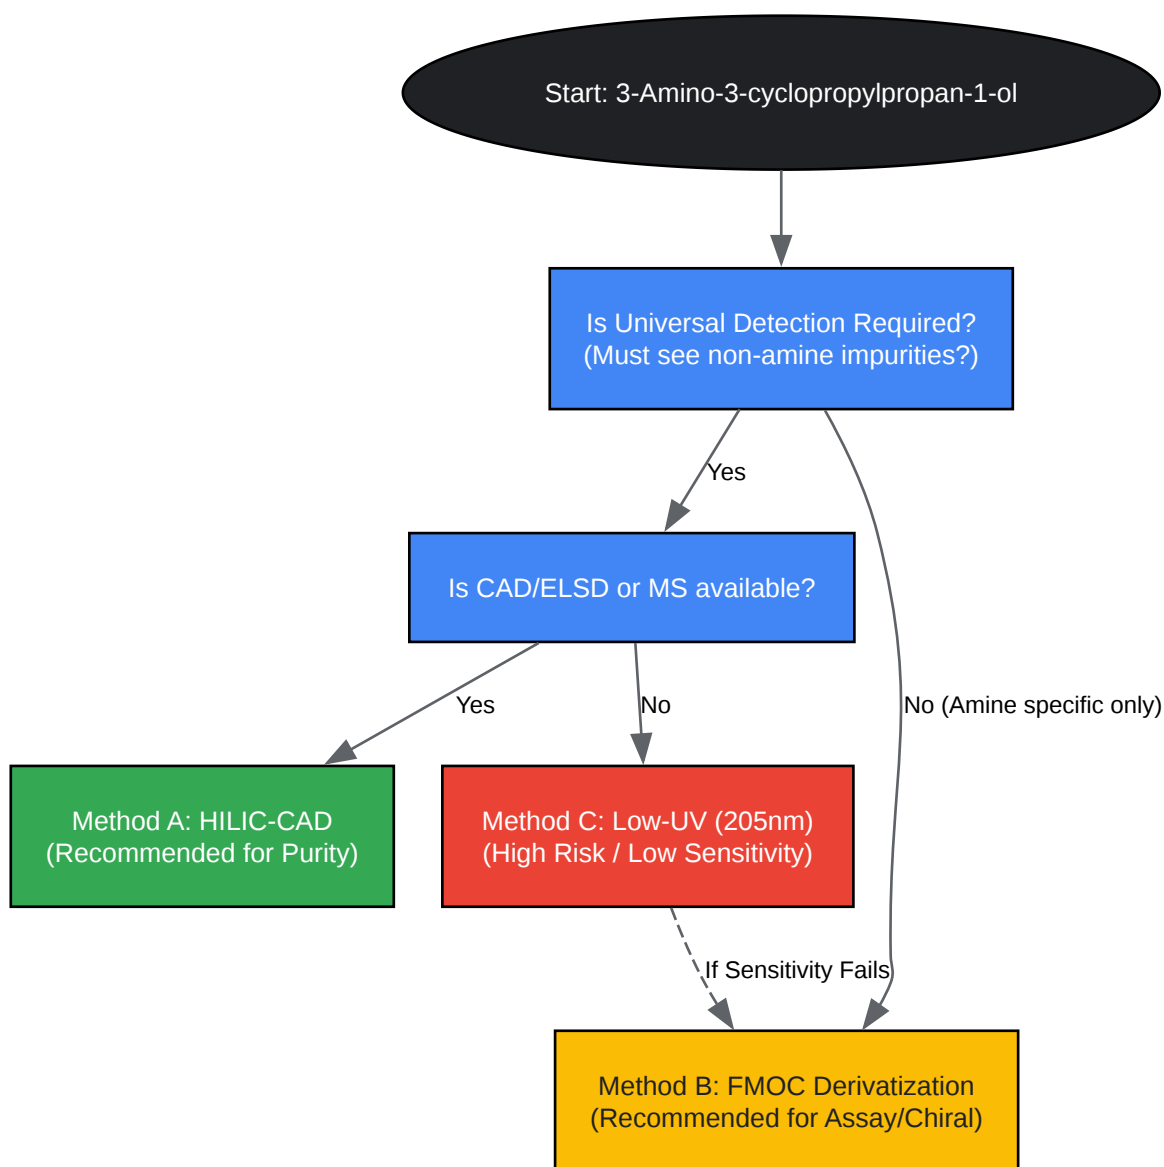 Start: 3-Amino-3-cyclopropylpropan-1-ol
Is Universal Detection Required?
(Must see non-amine impurities?)
Yes
Is CAD/ELSD or MS available?
Yes
No
No (Amine specific only)
Method A: HILIC-CAD
(Recommended for Purity)
Method C: Low-UV (205nm)
(High Risk / Low Sensitivity)
If Sensitivity Fails
Method B: FMOC Derivatization
(Recommended for Assay/Chiral)